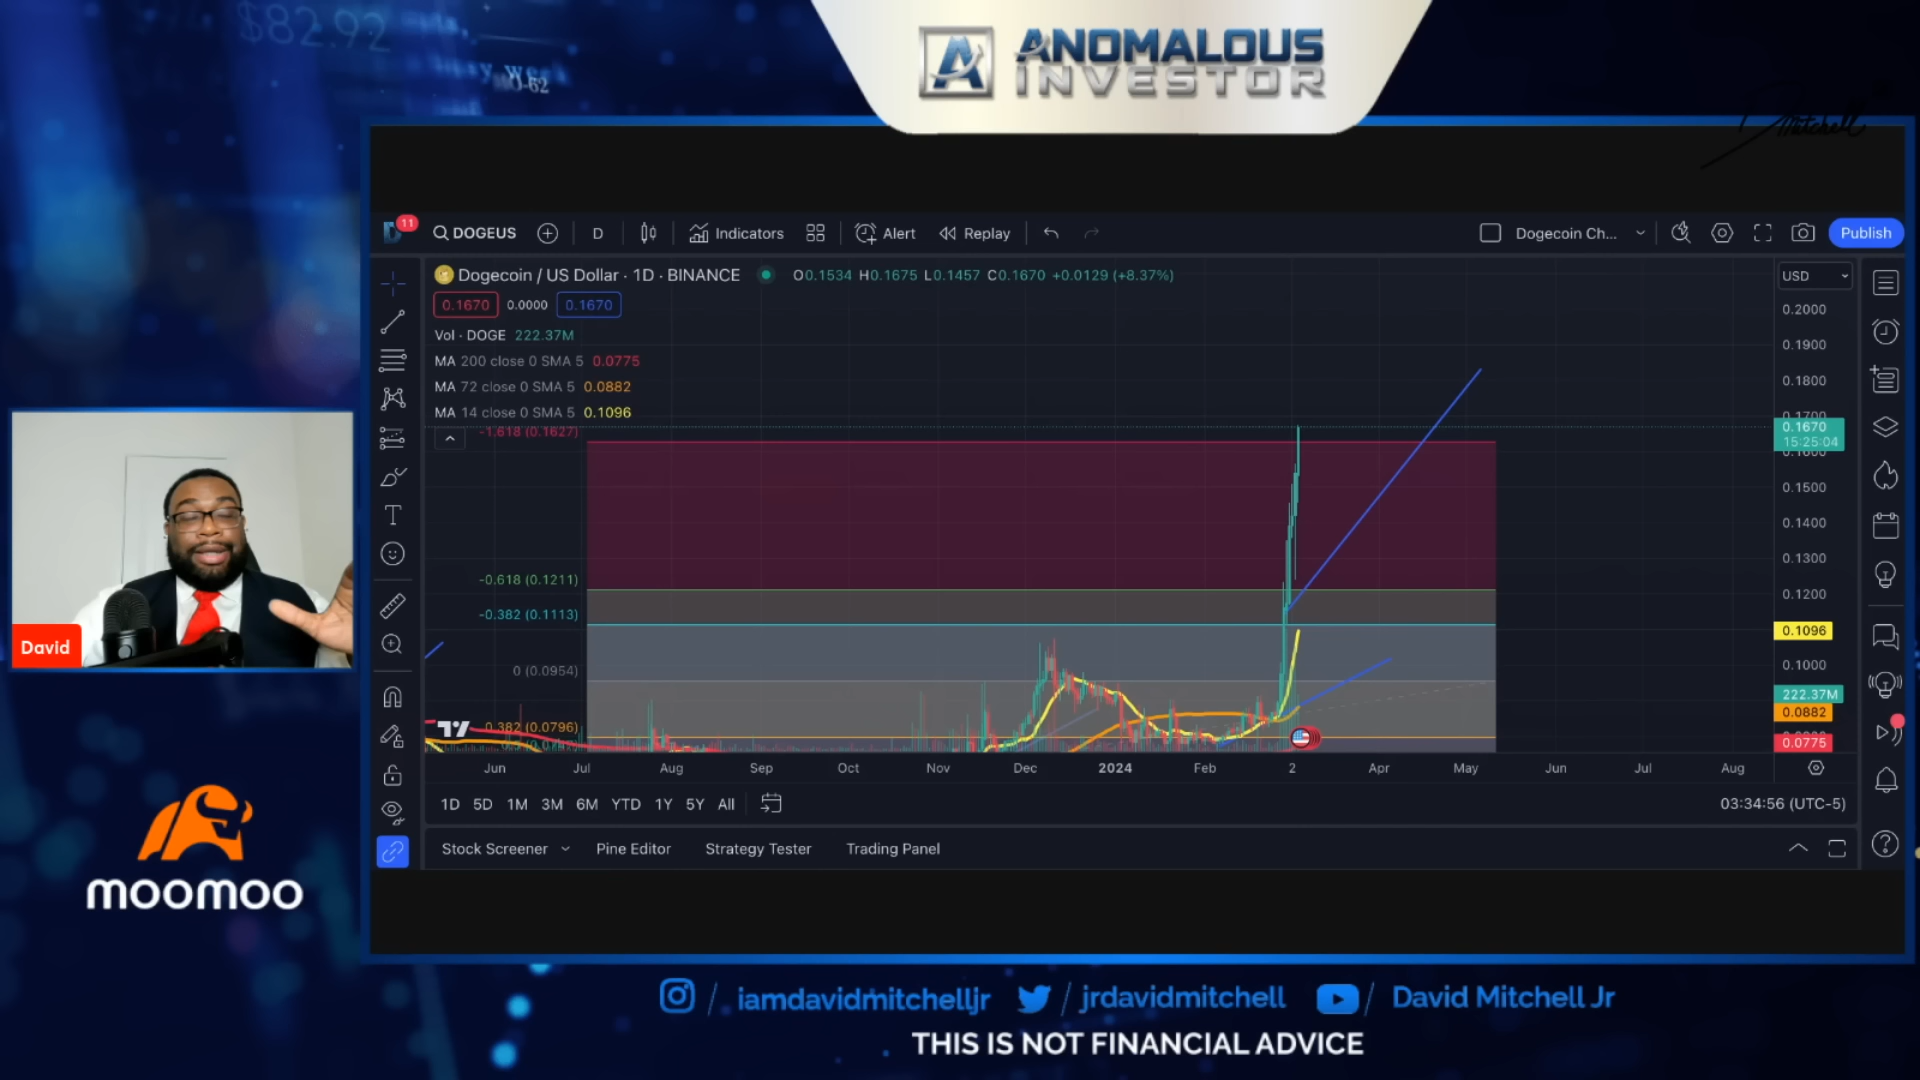 $82.92
ANOMALOUS
INVESTOR
11
DOGEUS
D
Indicators
Alert
Replay
Dogecoin Ch...
Publish
Dogecoin / US Dollar · 1D · BINANCE
O0.1534 H0.1675 L0.1457 C0.1670 +0.0129 (+8.37%)
USD
0.1670 0.0000 0.1670
0.2000
Vol · DOGE 222.37M
0.1900
MA 200 close 0 SMA 5 0.0775
MA 72 close 0 SMA 5 0.0882
0.1800
MA 14 close 0 SMA 5 0.1096
0.1700
0.1670
15:25:04
-1.618 (0.1627)
0.1600
0.1500
0.1400
0.1300
-0.618 (0.1211)
0.1200
-0.382 (0.1113)
0.1096
0.1000
0 (0.0954)
222.37M
0.0882
0.382 (0.0796)
0.0775
Jun Jul Aug Sep Oct Nov Dec 2024 Feb 2 Apr May Jun Jul Aug
1D 5D 1M 3M 6M YTD 1Y 5Y All
03:34:56 (UTC-5)
Stock Screener Pine Editor Strategy Tester Trading Panel
David
moomoo
/ iamdavidmitchelljr / jrdavidmitchell / David Mitchell Jr
THIS IS NOT FINANCIAL ADVICE